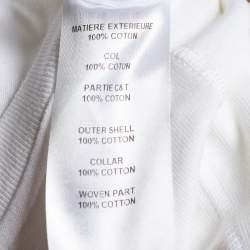 MATIERE EXTERIEURE
100% COTON
COL
100% COTON
PARTIE C&T
100% COTON
OUTER SHELL
100% COTTON
COLLAR
100% COTTON
WOVEN PART
100% COTTON